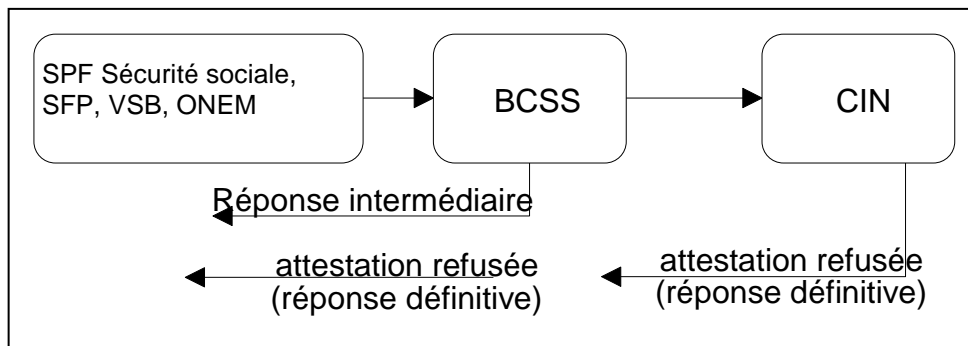 SPF Sécurité sociale,
SFP, VSB, ONEM
BCSS
CIN
Réponse intermédiaire
attestation refusée
(réponse définitive)
attestation refusée
(réponse définitive)